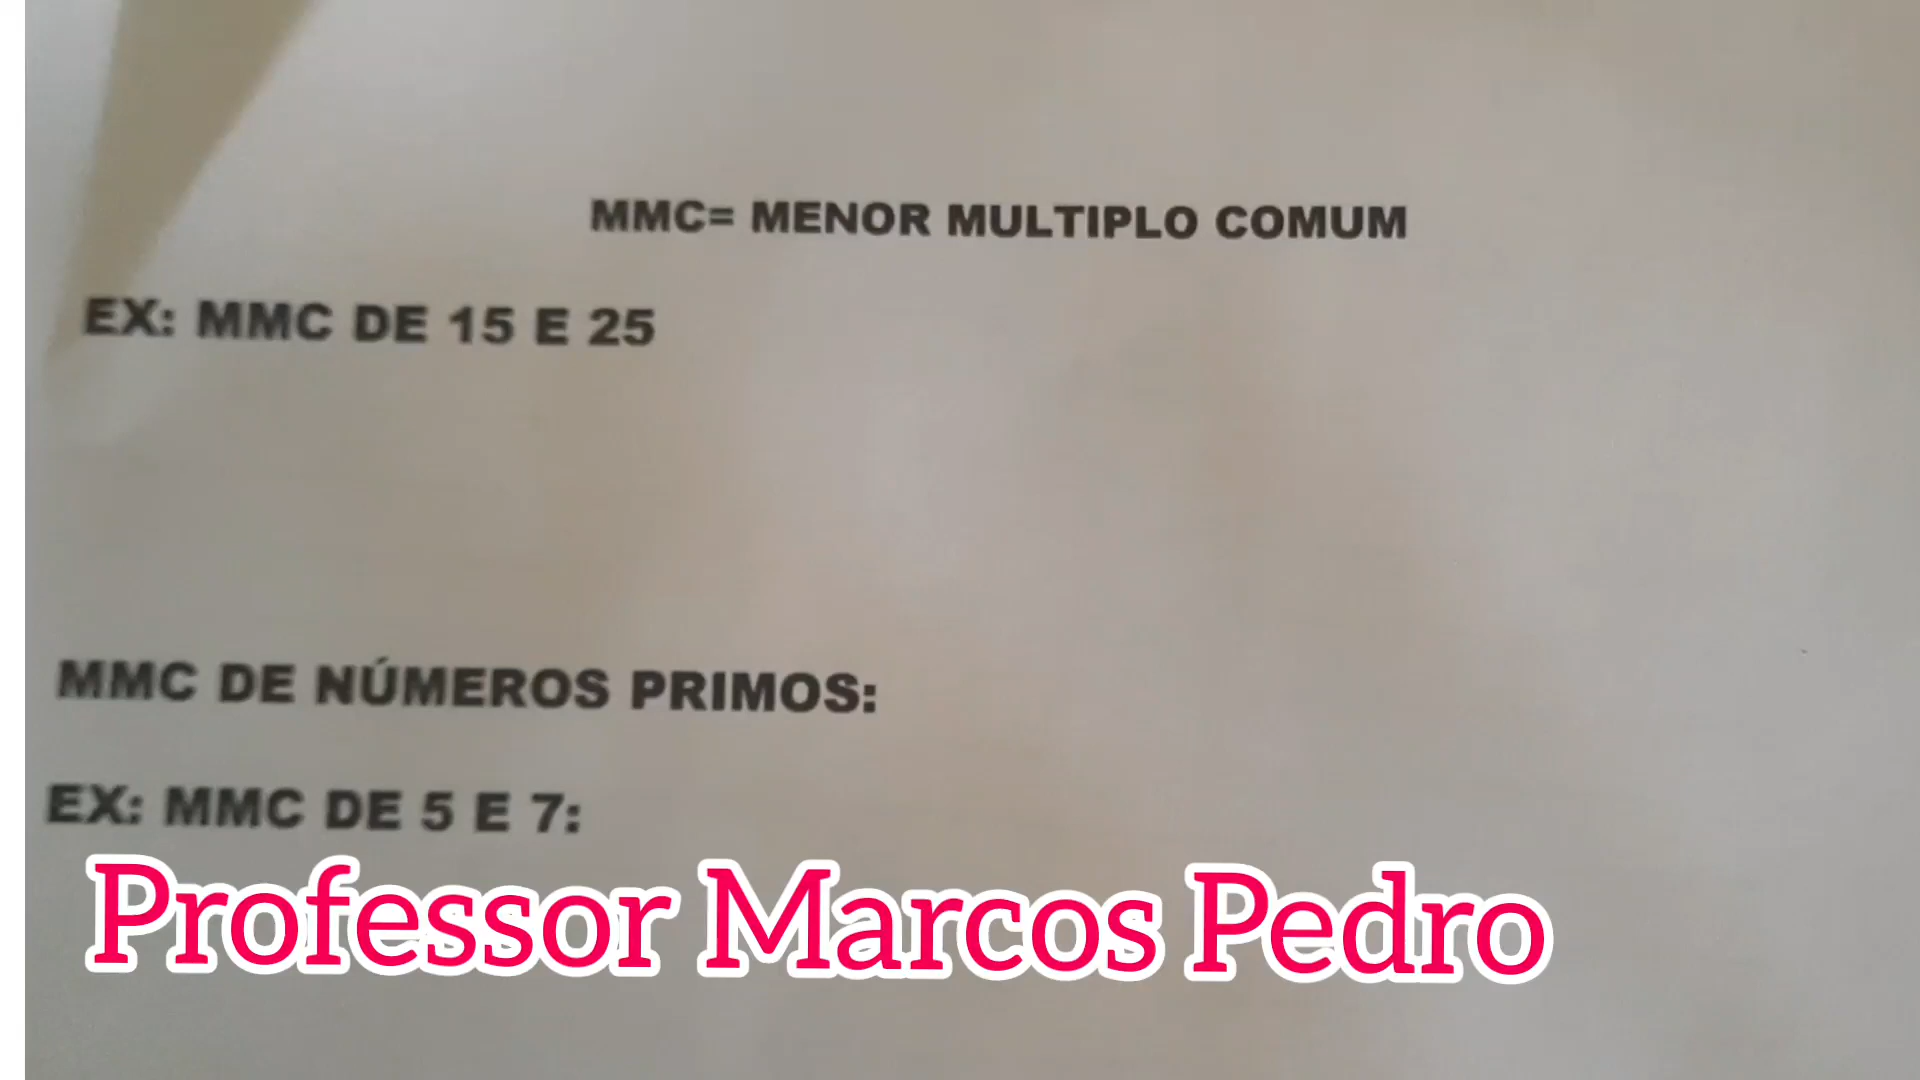 MMC= MENOR MULTIPLO COMUM
EX: MMC DE 15 E 25
MMC DE NÚMEROS PRIMOS:
EX: MMC DE 5 E 7:
Professor Marcos Pedro